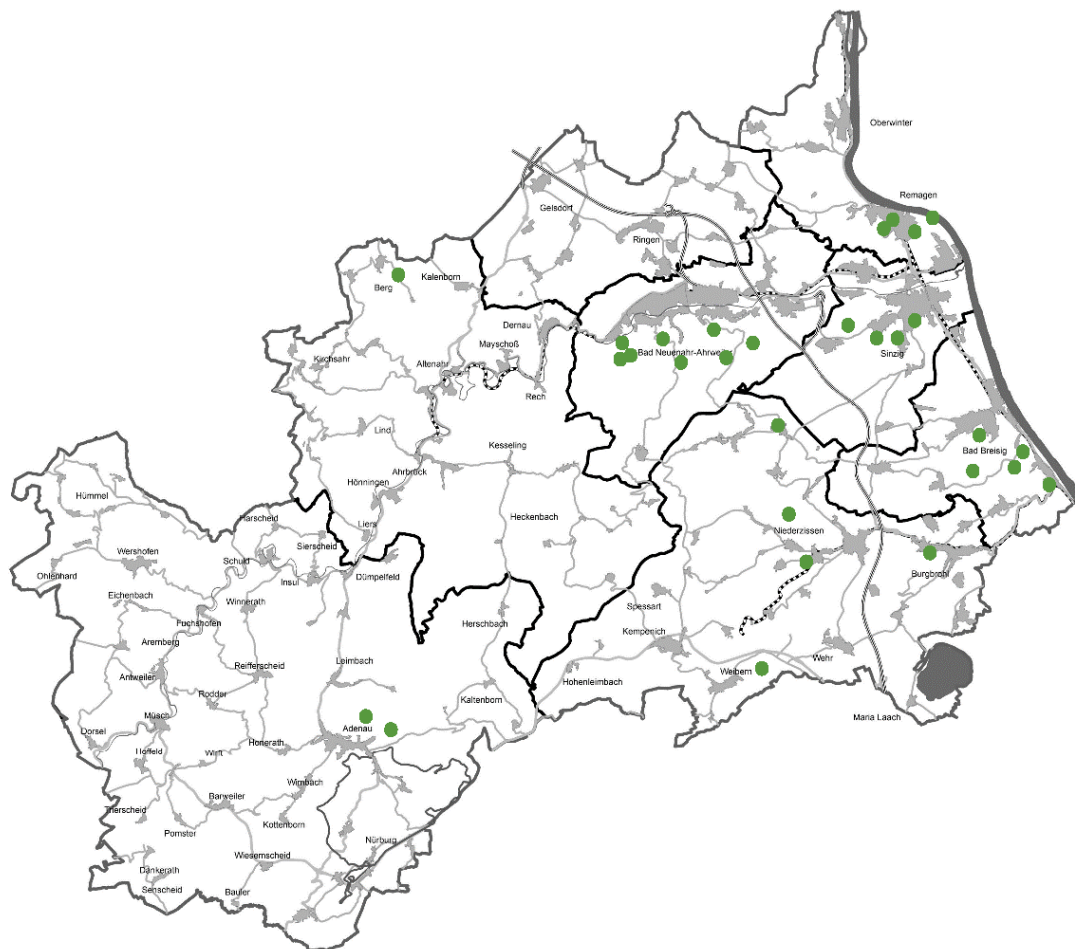 Oberwinter
Remagen
Gelsdorf
Ringen
Berg
Kalenborn
Dernau
Mayschoß
Altenahr
Kirchsahr
Rech
Bad Neuenahr-Ahrweiler
Sinzig
Lind
Kesseling
Ahrbrück
Bad Breisig
Hönningen
Hümmel
Harscheid
Liers
Heckenbach
Niederzissen
Sierscheid
Wershofen
Schuld
Ohlenhard
Insul
Dümpelfeld
Burgbrohl
Eichenbach
Winnerath
Fuchshofen
Spessart
Herschbach
Kempenich
Aremberg
Reifferscheid
Leimbach
Wehr
Weibern
Antweiler
Hohenleimbach
Rodder
Kaltenborn
Müsch
Maria Laach
Dorsel
Adenau
Honerath
Hoffeld
Wirft
Wimbach
Barweiler
Trierscheid
Kottenborn
Pomster
Nürburg
Wiesemscheid
Dankerath
Senscheid
Bauler